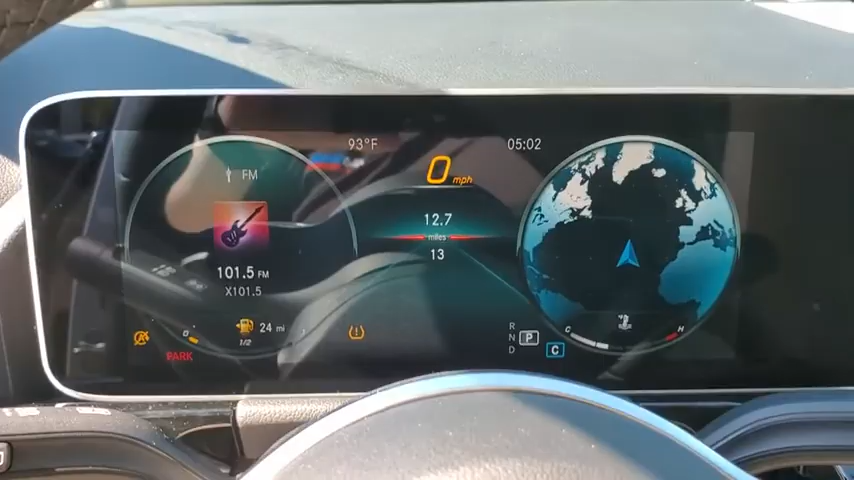 93°F
05:02
FM
0 mph
12.7
miles
13
101.5 FM
X101.5
0
1/2
24 mi
PARK
R
N
D
P
C
C
H